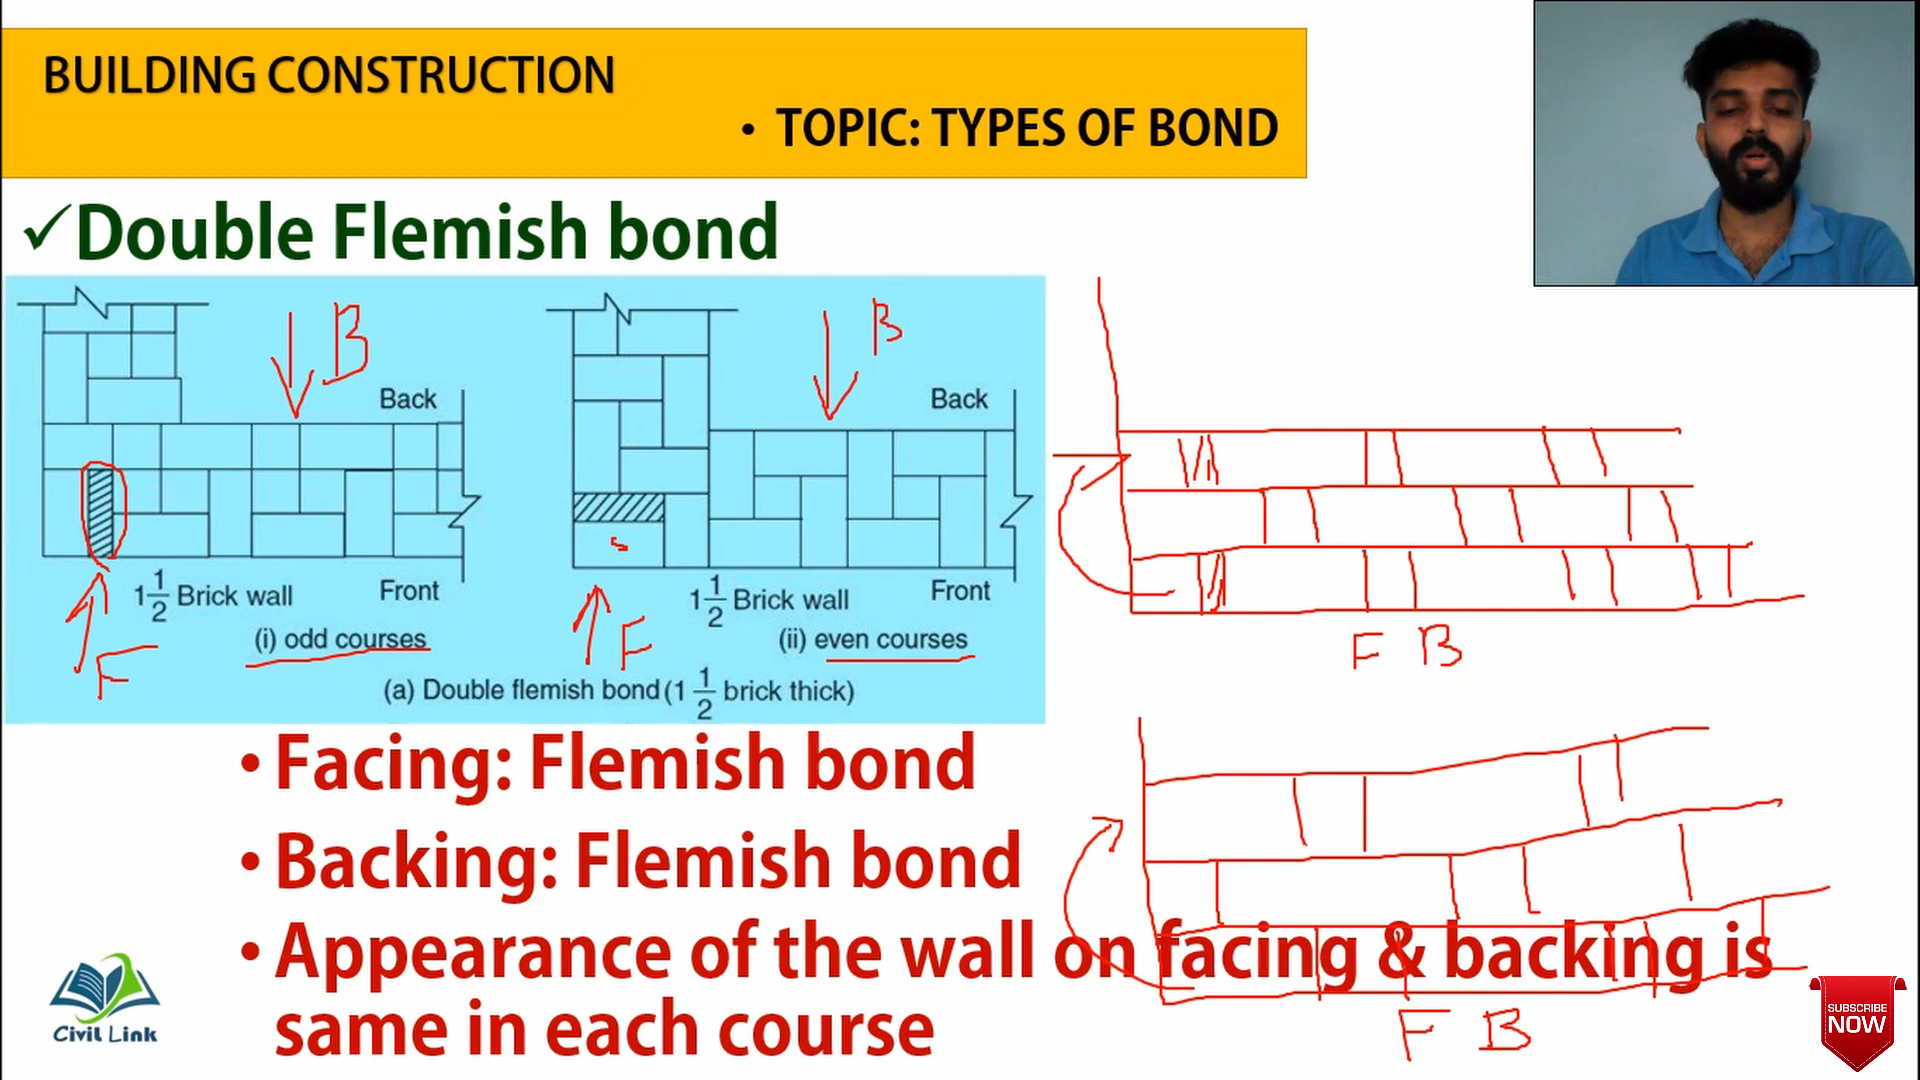 BUILDING CONSTRUCTION
• TOPIC: TYPES OF BOND
✓Double Flemish bond
B
B
Back
Back
1 1/2 Brick wall
Front
1 1/2 Brick wall
Front
F
(i) odd courses
F
(ii) even courses
(a) Double flemish bond (1 1/2 brick thick)
F B
• Facing: Flemish bond
• Backing: Flemish bond
• Appearance of the wall on facing & backing is
same in each course
F B
Civil Link
SUBSCRIBE
NOW